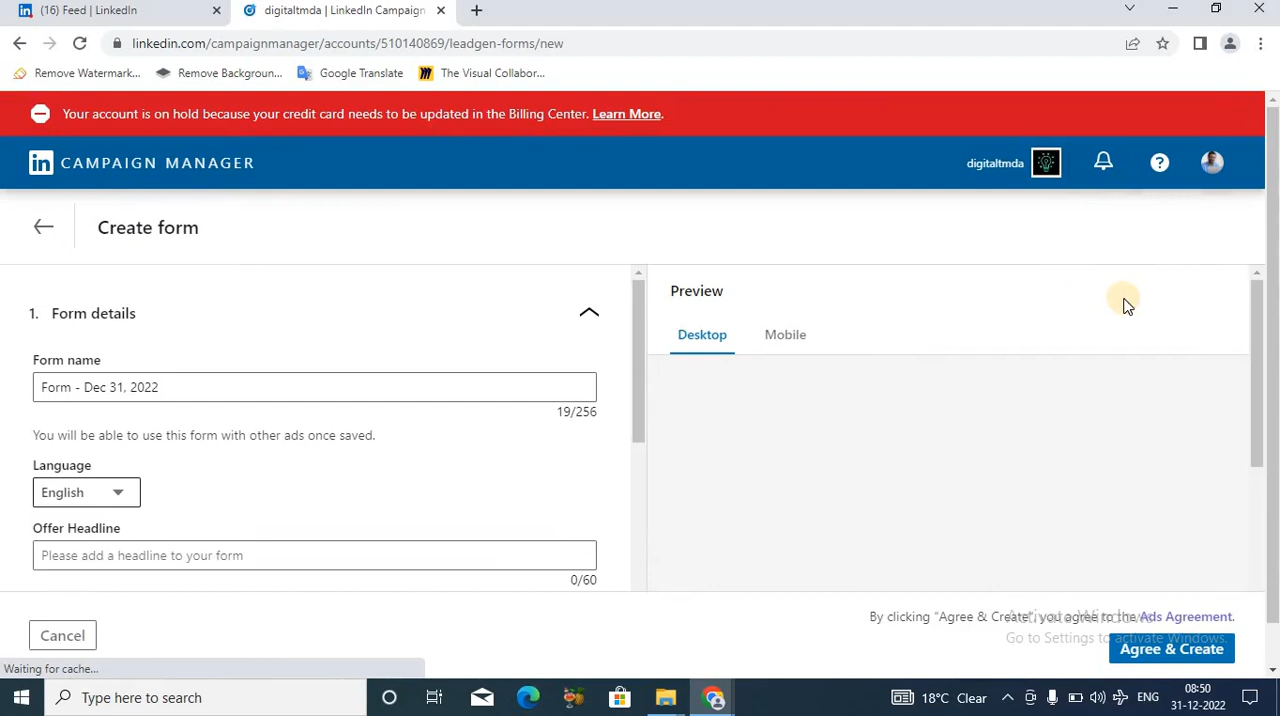 (16) Feed | LinkedIn
digitaltmda | LinkedIn Campaign
linkedin.com/campaignmanager/accounts/510140869/leadgen-forms/new
Remove Watermark...
Remove Backgroun...
Google Translate
The Visual Collabor...
Your account is on hold because your credit card needs to be updated in the Billing Center. Learn More.
in CAMPAIGN MANAGER
digitaltmda
Create form
1. Form details
Preview
Desktop
Mobile
Form name
Form - Dec 31, 2022
19/256
You will be able to use this form with other ads once saved.
Language
English
Offer Headline
Please add a headline to your form
0/60
By clicking "Agree & Create", you agree to the Ads Agreement.
Activate Windows
Go to Settings to activate Windows.
Cancel
Agree & Create
Waiting for cache...
Type here to search
18°C Clear
ENG
08:50
31-12-2022